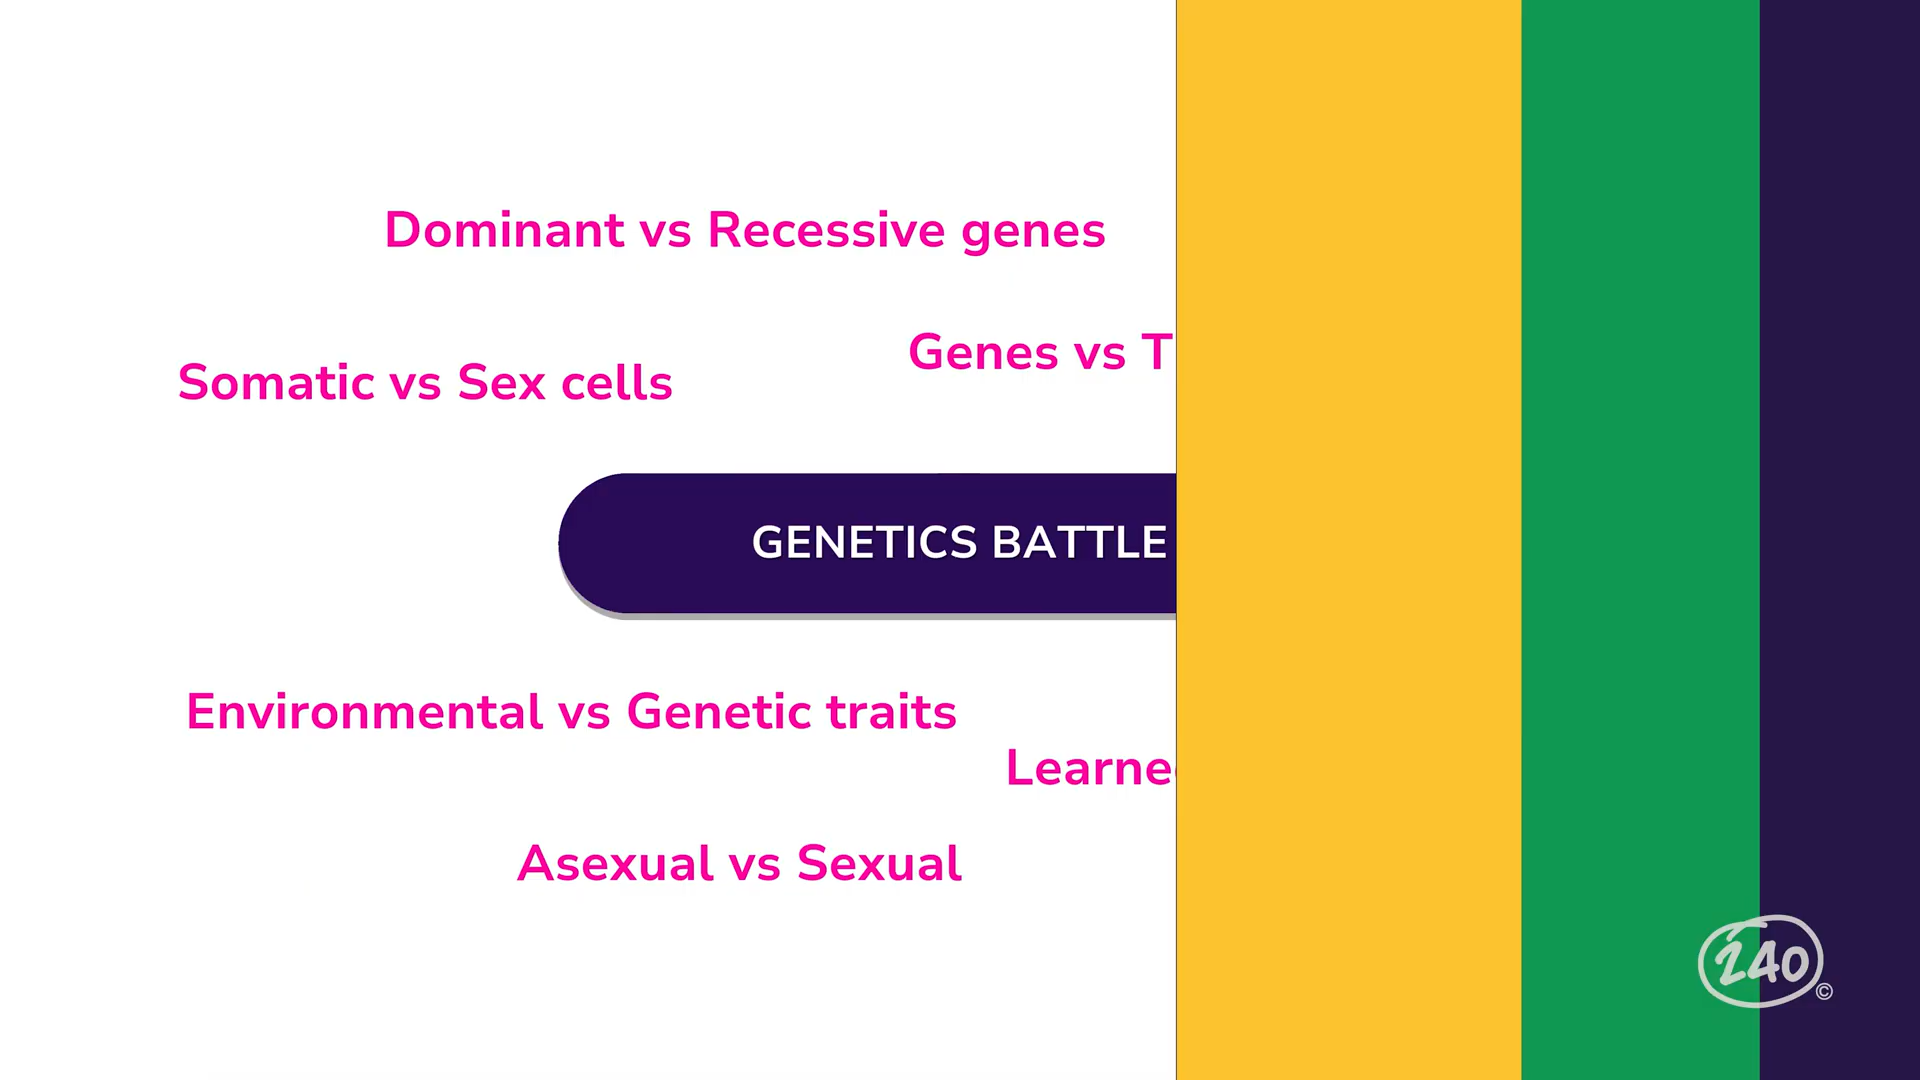 Dominant vs Recessive genes
Genes vs T
Somatic vs Sex cells
GENETICS BATTLE
Environmental vs Genetic traits
Learne
Asexual vs Sexual
240
©